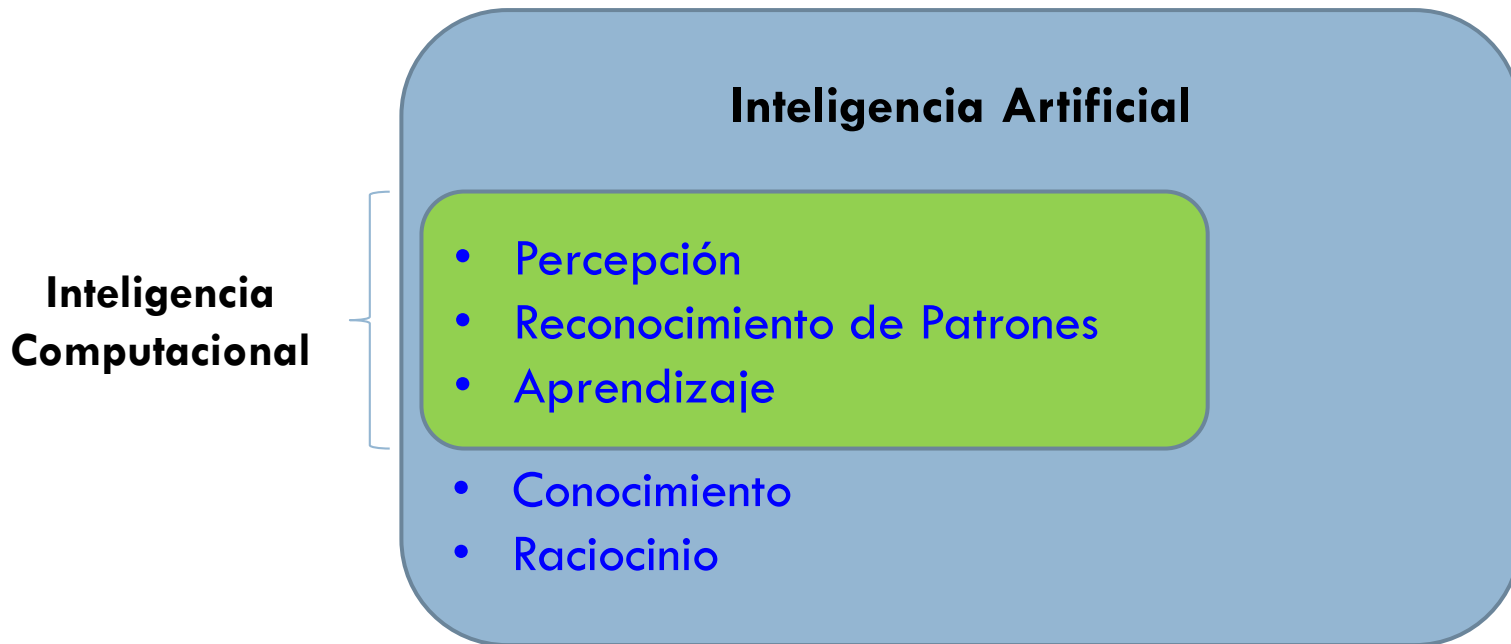 Inteligencia Artificial
Inteligencia
Computacional
• Percepción
• Reconocimiento de Patrones
• Aprendizaje
• Conocimiento
• Raciocinio